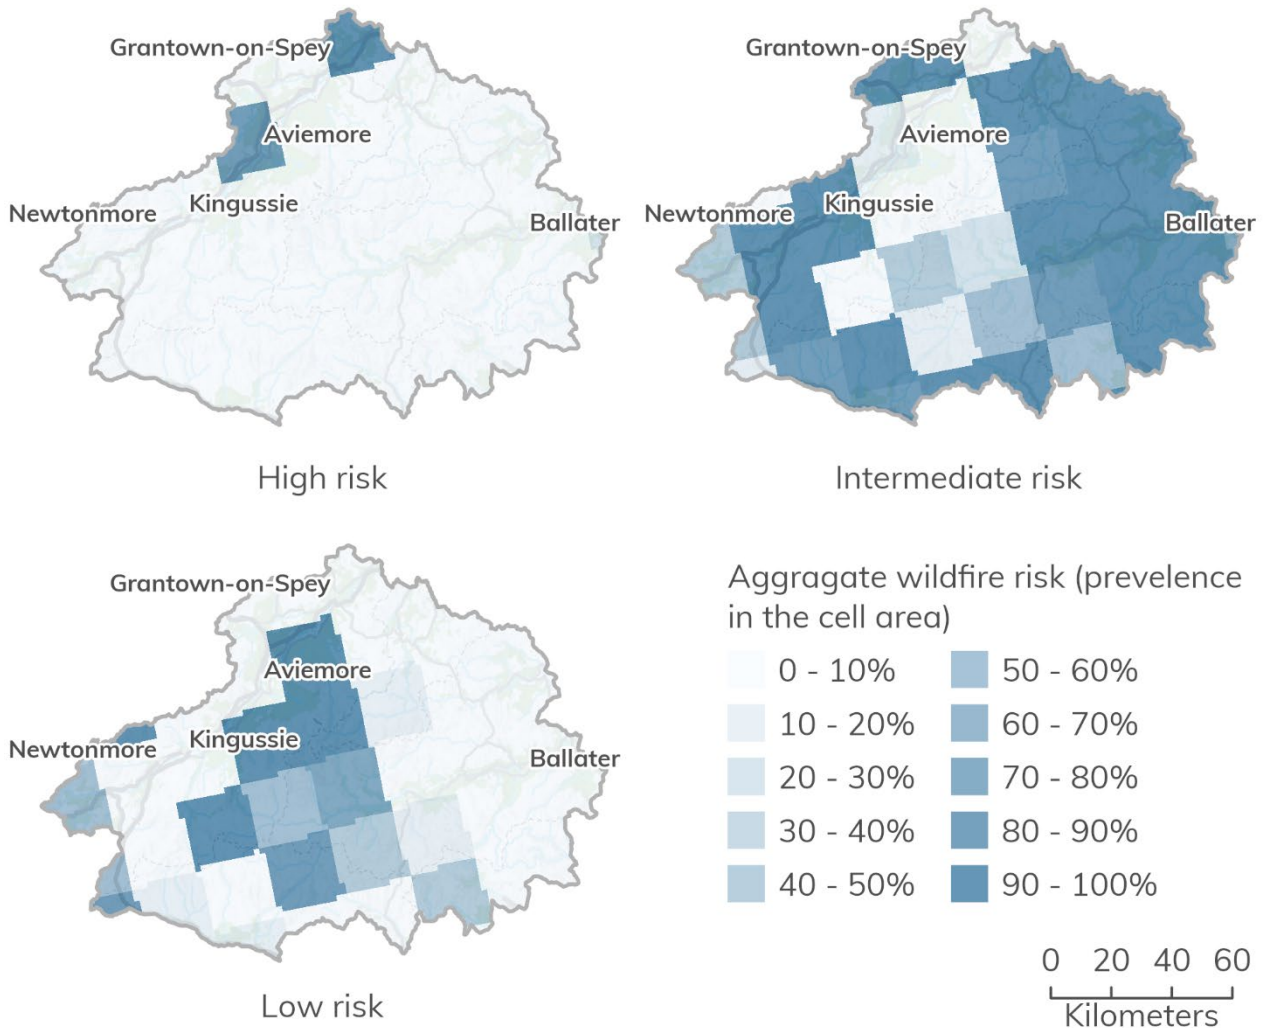 Grantown-on-Spey
Aviemore
Kingussie
Newtonmore
Ballater
High risk
Grantown-on-Spey
Aviemore
Kingussie
Newtonmore
Ballater
Intermediate risk
Grantown-on-Spey
Aviemore
Kingussie
Newtonmore
Ballater
Low risk
Aggragate wildfire risk (prevelence
in the cell area)
0 - 10%
10 - 20%
20 - 30%
30 - 40%
40 - 50%
50 - 60%
60 - 70%
70 - 80%
80 - 90%
90 - 100%
0 20 40 60
Kilometers